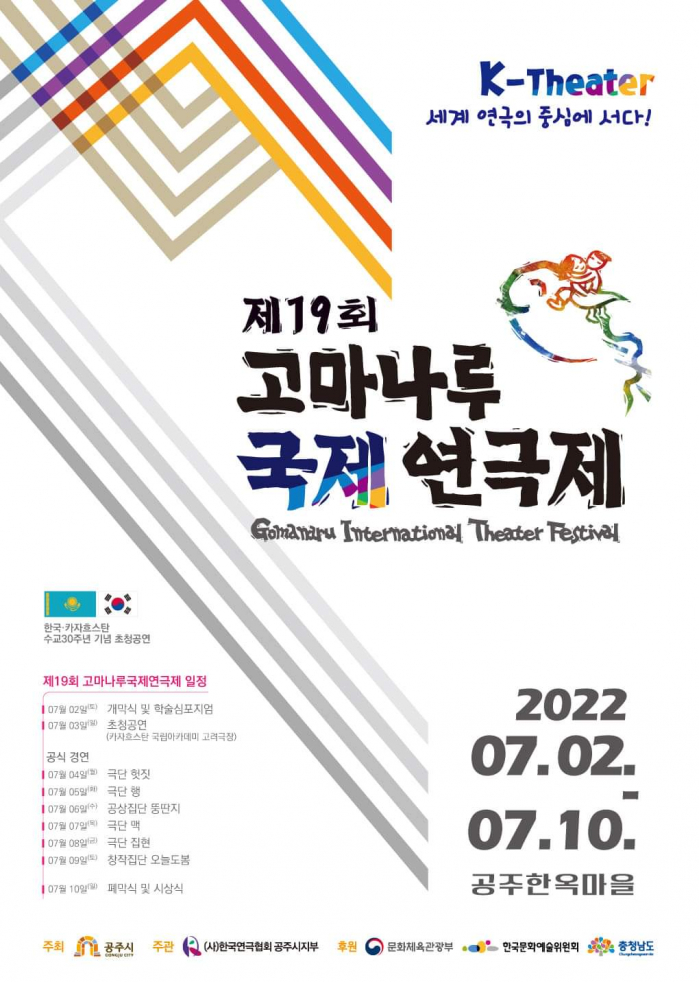 K-Theater
세계 연극의 중심에 서다!
제19회
고마나루
국제 연극제
Gomanaru International Theater Festival
한국·카자흐스탄
수교30주년 기념 초청공연
제19회 고마나루국제연극제 일정
07월 02일(토) 개막식 및 학술심포지엄
07월 03일(일) 초청공연
(카자흐스탄 국립아카데미 고려극장)
공식 경연
07월 04일(월) 극단 헛짓
07월 05일(화) 극단 행
07월 06일(수) 공상집단 뚱딴지
07월 07일(목) 극단 맥
07월 08일(금) 극단 집현
07월 09일(토) 창작집단 오늘도봄
07월 10일(일) 폐막식 및 시상식
2022
07.02.
-
07.10.
공주한옥마을
주최 공주시 GONGJU CITY 주관 (사)한국연극협회 공주시지부 후원 문화체육관광부 한국문화예술위원회 충청남도